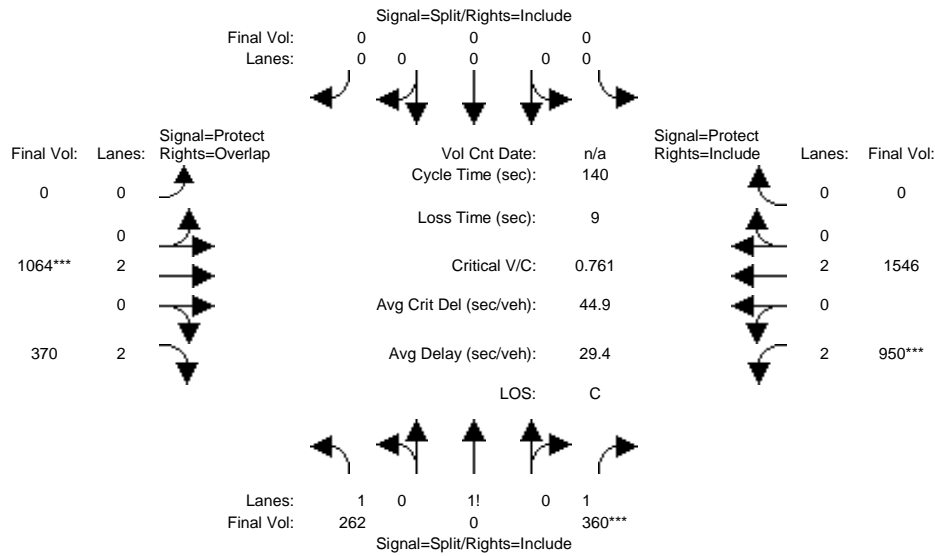 Signal=Split/Rights=Include
Final Vol: 0 0 0
Lanes: 0 0 0 0 0
Signal=Protect Signal=Protect
Final Vol: Lanes: Rights=Overlap Vol Cnt Date: n/a Rights=Include Lanes: Final Vol:
Cycle Time (sec): 140
0 0 0 0
Loss Time (sec): 9
0 0
1064*** 2 Critical V/C: 0.761 2 1546
0 Avg Crit Del (sec/veh): 44.9 0
370 2 Avg Delay (sec/veh): 29.4 2 950***
LOS: C
Lanes: 1 0 1! 0 1
Final Vol: 262 0 360***
Signal=Split/Rights=Include